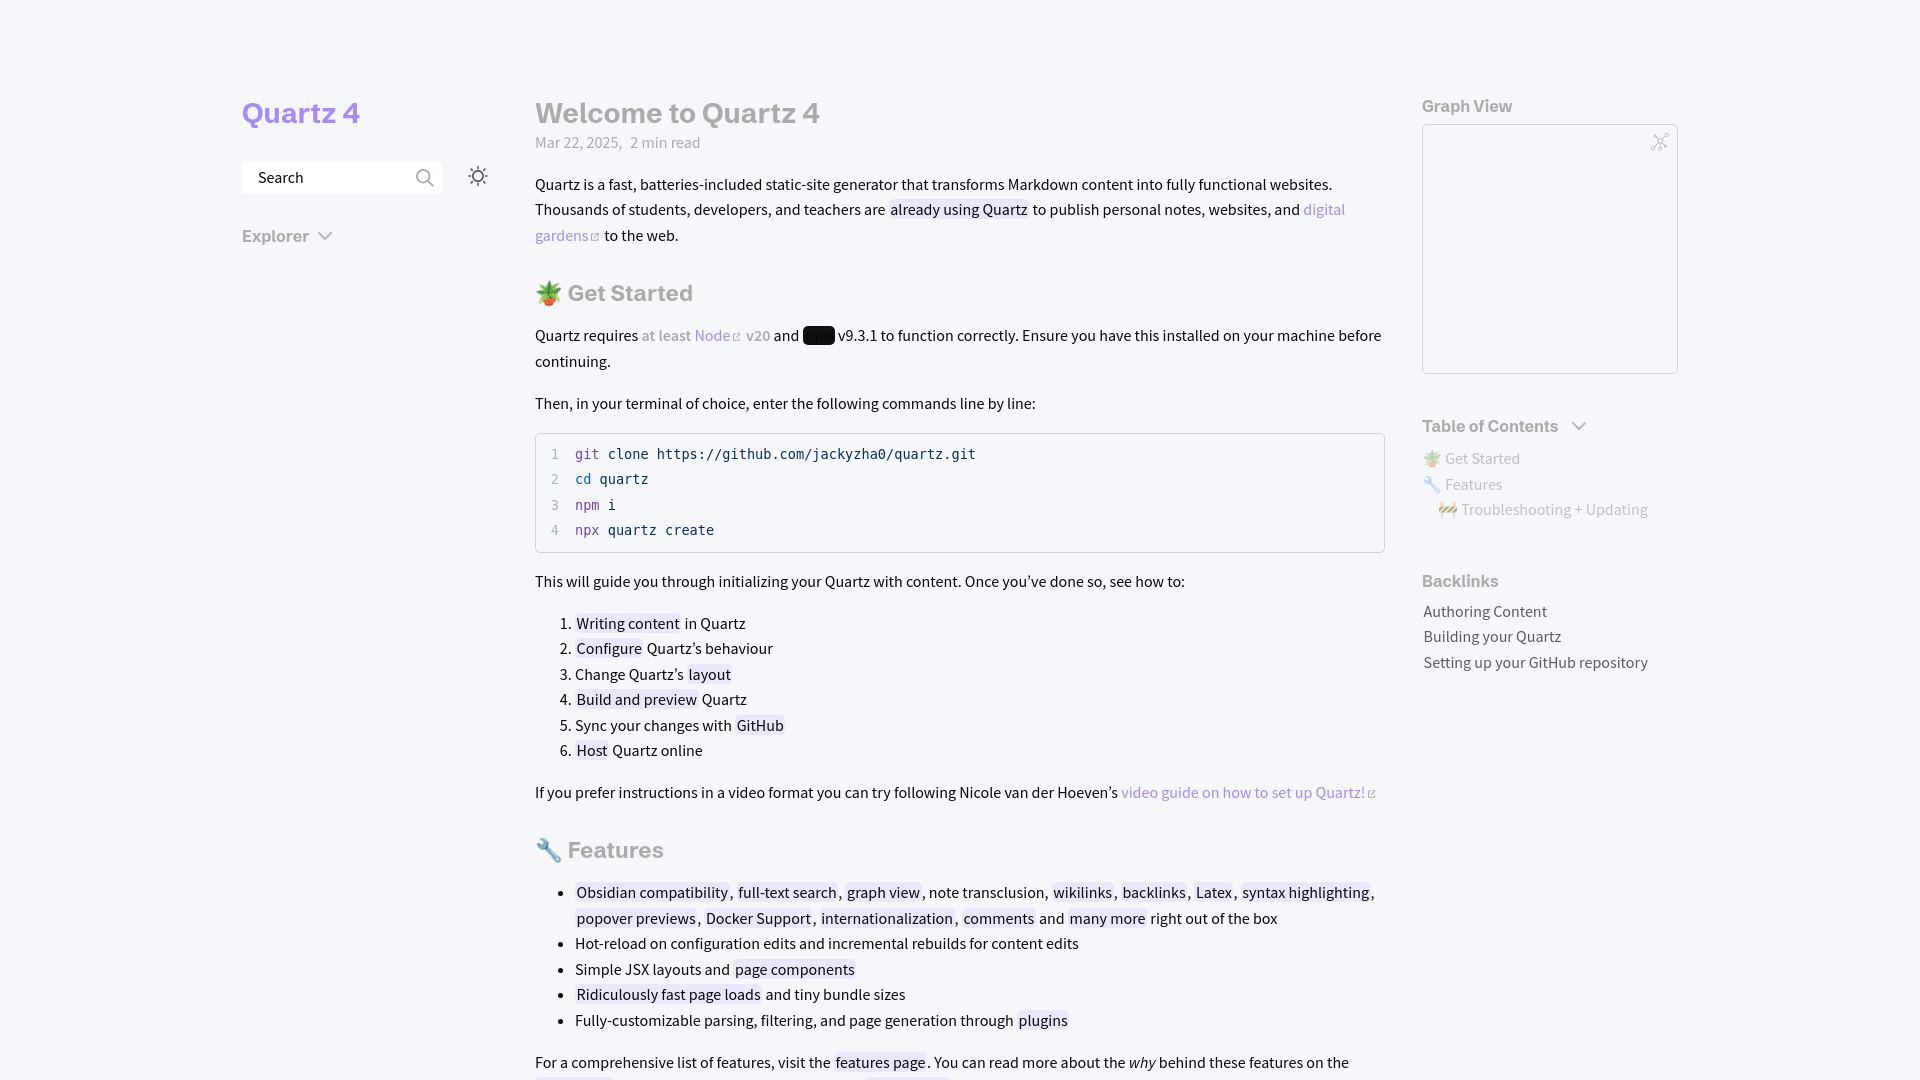 Quartz 4
Search
Explorer
Welcome to Quartz 4
Mar 22, 2025, 2 min read
Quartz is a fast, batteries-included static-site generator that transforms Markdown content into fully functional websites.
Thousands of students, developers, and teachers are already using Quartz to publish personal notes, websites, and digital
gardens to the web.
🪴 Get Started
Quartz requires at least Node v20 and v9.3.1 to function correctly. Ensure you have this installed on your machine before
continuing.
Then, in your terminal of choice, enter the following commands line by line:
1 git clone https://github.com/jackyzha0/quartz.git
2 cd quartz
3 npm i
4 npx quartz create
This will guide you through initializing your Quartz with content. Once you’ve done so, see how to:
1. Writing content in Quartz
2. Configure Quartz’s behaviour
3. Change Quartz’s layout
4. Build and preview Quartz
5. Sync your changes with GitHub
6. Host Quartz online
If you prefer instructions in a video format you can try following Nicole van der Hoeven’s video guide on how to set up Quartz!
🔧 Features
• Obsidian compatibility, full-text search, graph view, note transclusion, wikilinks, backlinks, Latex, syntax highlighting,
popover previews, Docker Support, internationalization, comments and many more right out of the box
• Hot-reload on configuration edits and incremental rebuilds for content edits
• Simple JSX layouts and page components
• Ridiculously fast page loads and tiny bundle sizes
• Fully-customizable parsing, filtering, and page generation through plugins
For a comprehensive list of features, visit the features page. You can read more about the why behind these features on the
Graph View
Table of Contents
🪴 Get Started
🔧 Features
🚧 Troubleshooting + Updating
Backlinks
Authoring Content
Building your Quartz
Setting up your GitHub repository